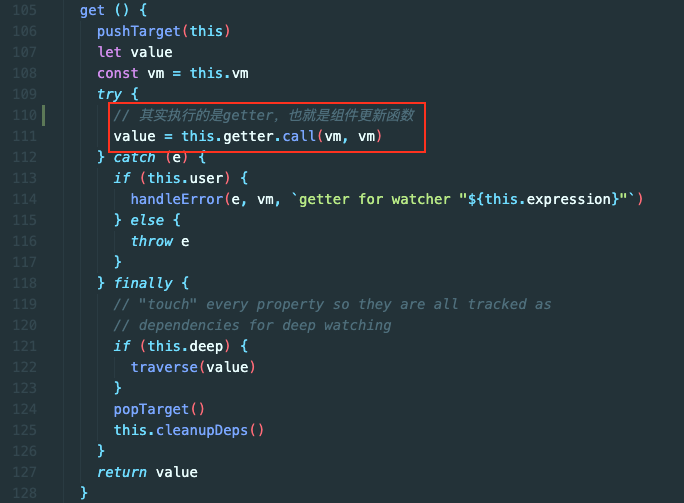 105 get () {
106 pushTarget(this)
107 let value
108 const vm = this.vm
109 try {
110 // 其实执行的是getter，也就是组件更新函数
111 value = this.getter.call(vm, vm)
112 } catch (e) {
113 if (this.user) {
114 handleError(e, vm, `getter for watcher "${this.expression}"`)
115 } else {
116 throw e
117 }
118 } finally {
119 // "touch" every property so they are all tracked as
120 // dependencies for deep watching
121 if (this.deep) {
122 traverse(value)
123 }
124 popTarget()
125 this.cleanupDeps()
126 }
127 return value
128 }